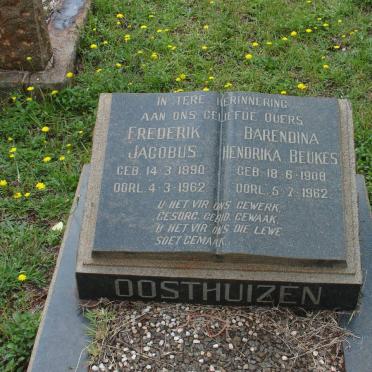 IN TERE HERINNERING
AAN ONS GELIEFDE OUERS
FREDERIK
JACOBUS
GEB. 14·3·1890
OORL. 4·3·1962
BARENDINA
HENDRIKA BEUKES
GEB. 18·6·1908
OORL. 5·7·1962
U HET VIR ONS GEWERK,
GESORG, GEBID, GEWAAK,
U HET VIR ONS DIE LEWE
SOET GEMAAK.
OOSTHUIZEN